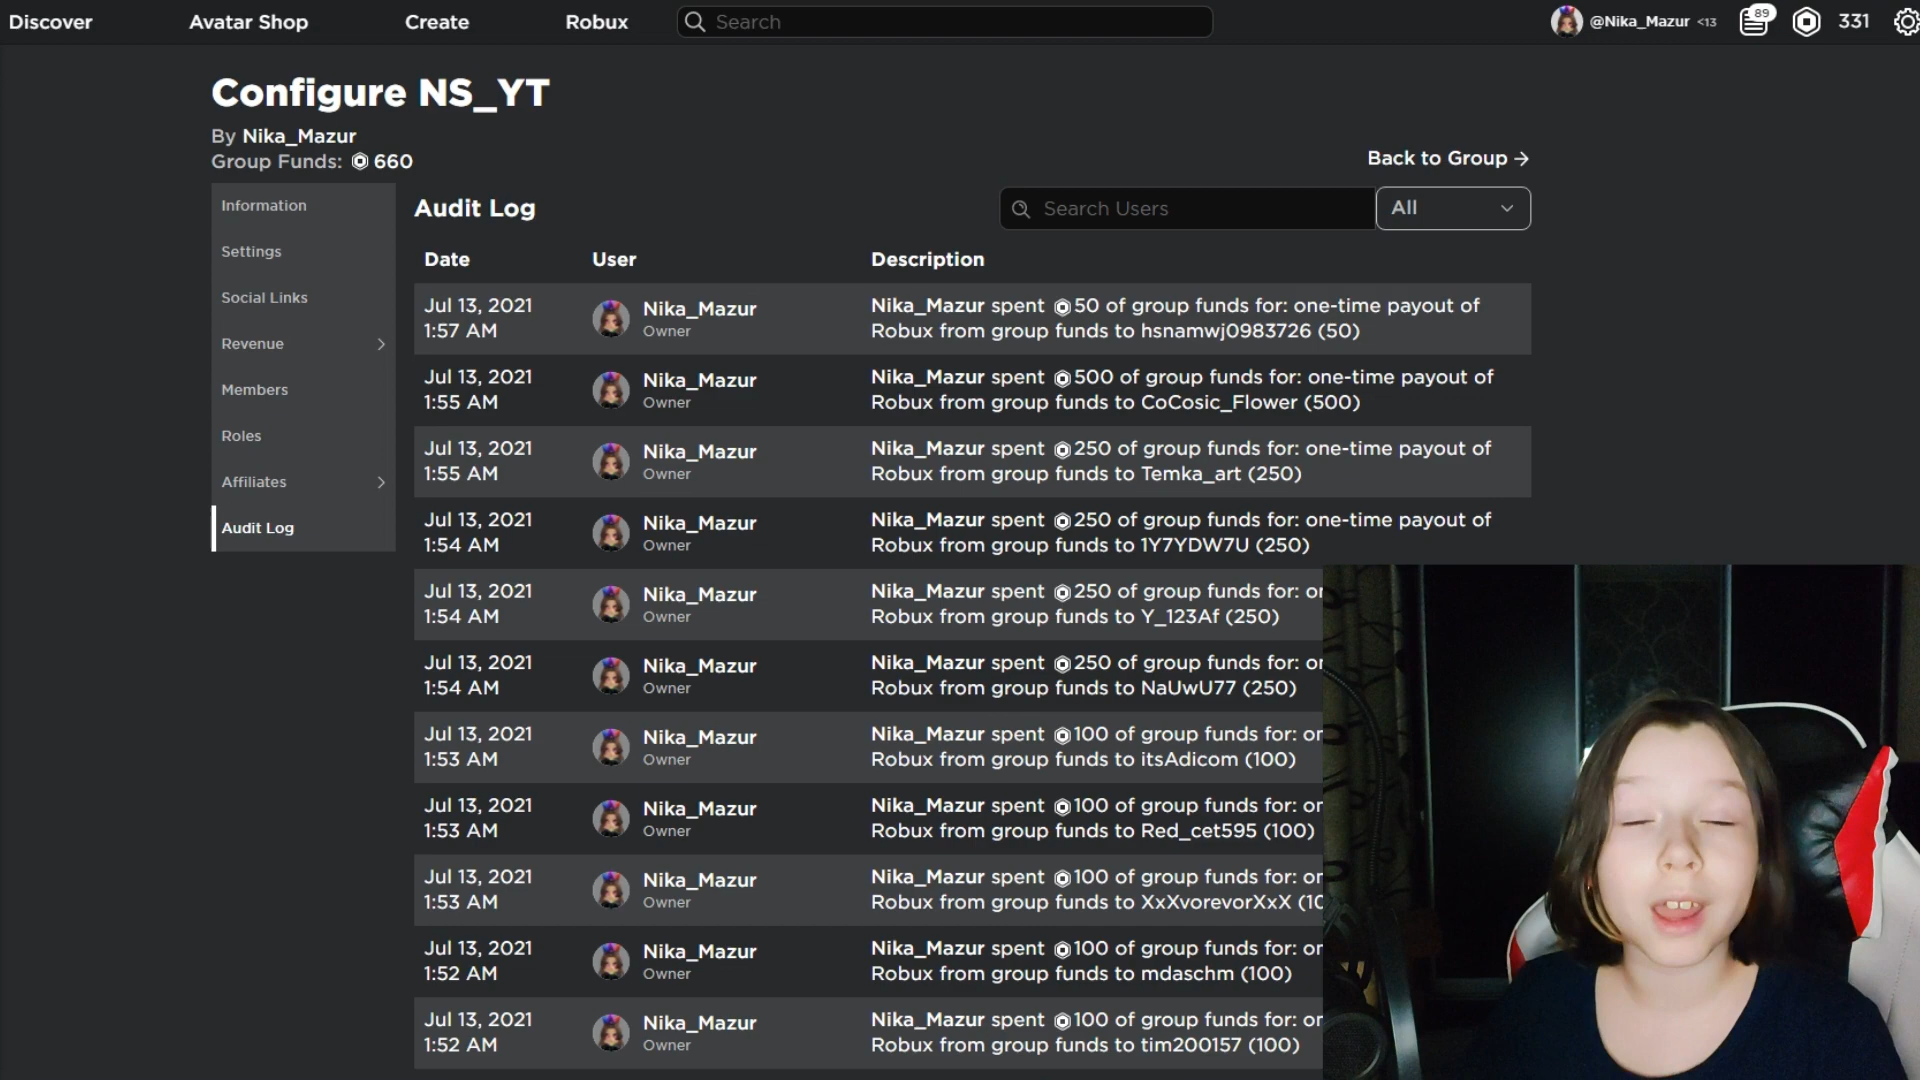 Discover Avatar Shop Create Robux Search @Nika_Mazur <13 89 331
Configure NS_YT
By Nika_Mazur
Group Funds: 660
Back to Group →
Information
Settings
Social Links
Revenue
Members
Roles
Affiliates
Audit Log
Audit Log
Search Users All
Date User Description
Jul 13, 2021
1:57 AM
Nika_Mazur
Owner
Nika_Mazur spent 50 of group funds for: one-time payout of
Robux from group funds to hsnamwj0983726 (50)
Jul 13, 2021
1:55 AM
Nika_Mazur
Owner
Nika_Mazur spent 500 of group funds for: one-time payout of
Robux from group funds to CoCosic_Flower (500)
Jul 13, 2021
1:55 AM
Nika_Mazur
Owner
Nika_Mazur spent 250 of group funds for: one-time payout of
Robux from group funds to Temka_art (250)
Jul 13, 2021
1:54 AM
Nika_Mazur
Owner
Nika_Mazur spent 250 of group funds for: one-time payout of
Robux from group funds to 1Y7YDW7U (250)
Jul 13, 2021
1:54 AM
Nika_Mazur
Owner
Nika_Mazur spent 250 of group funds for: or
Robux from group funds to Y_123Af (250)
Jul 13, 2021
1:54 AM
Nika_Mazur
Owner
Nika_Mazur spent 250 of group funds for: or
Robux from group funds to NaUwU77 (250)
Jul 13, 2021
1:53 AM
Nika_Mazur
Owner
Nika_Mazur spent 100 of group funds for: or
Robux from group funds to itsAdicom (100)
Jul 13, 2021
1:53 AM
Nika_Mazur
Owner
Nika_Mazur spent 100 of group funds for: or
Robux from group funds to Red_cet595 (100)
Jul 13, 2021
1:53 AM
Nika_Mazur
Owner
Nika_Mazur spent 100 of group funds for: or
Robux from group funds to XxXvorevorXxX (10
Jul 13, 2021
1:52 AM
Nika_Mazur
Owner
Nika_Mazur spent 100 of group funds for: or
Robux from group funds to mdaschm (100)
Jul 13, 2021
1:52 AM
Nika_Mazur
Owner
Nika_Mazur spent 100 of group funds for: or
Robux from group funds to tim200157 (100)